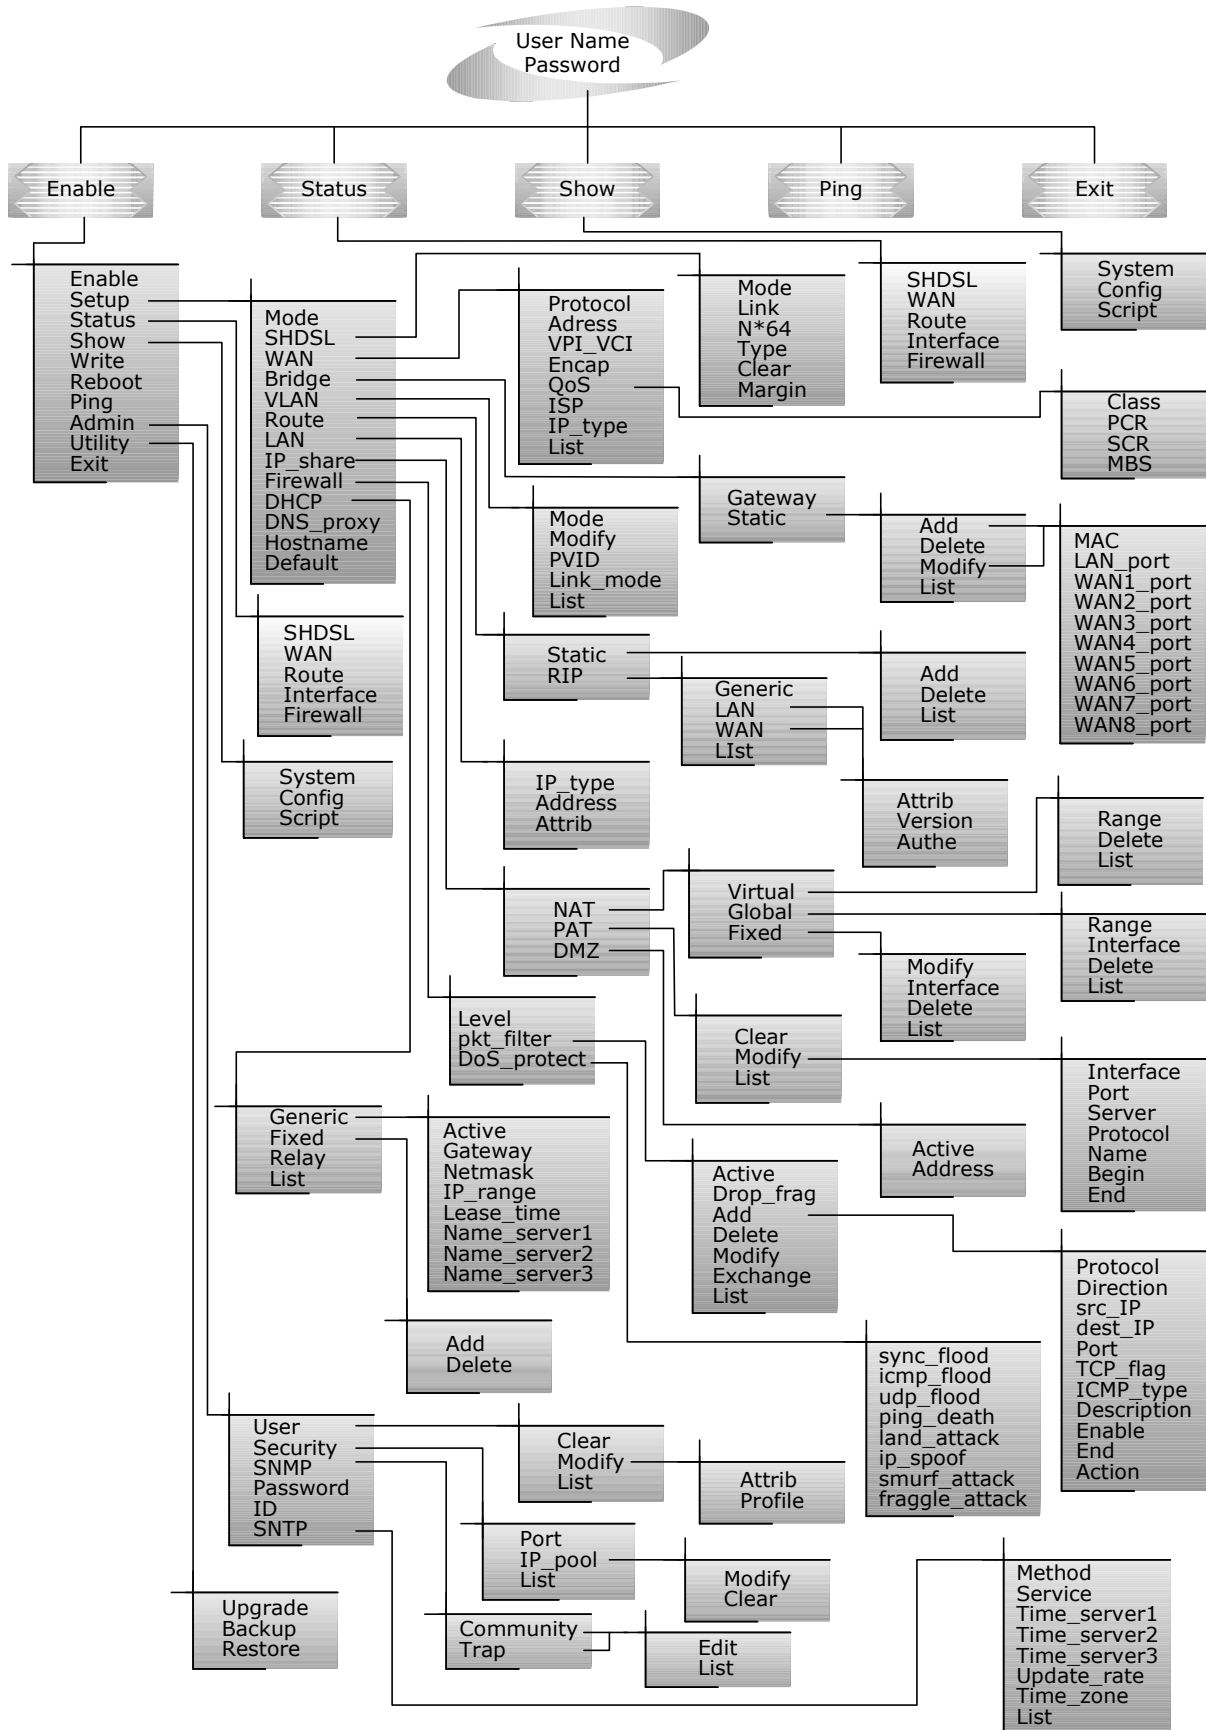 User Name
Password
Enable
Status
Show
Ping
Exit
Enable
Setup
Status
Show
Write
Reboot
Ping
Admin
Utility
Exit
Mode
SHDSL
WAN
Bridge
VLAN
Route
LAN
IP_share
Firewall
DHCP
DNS_proxy
Hostname
Default
Protocol
Adress
VPI_VCI
Encap
QoS
ISP
IP_type
List
Mode
Link
N*64
Type
Clear
Margin
SHDSL
WAN
Route
Interface
Firewall
System
Config
Script
Class
PCR
SCR
MBS
Gateway
Static
Add
Delete
Modify
List
MAC
LAN_port
WAN1_port
WAN2_port
WAN3_port
WAN4_port
WAN5_port
WAN6_port
WAN7_port
WAN8_port
Mode
Modify
PVID
Link_mode
List
SHDSL
WAN
Route
Interface
Firewall
Static
RIP
Generic
LAN
WAN
LIst
Add
Delete
List
System
Config
Script
IP_type
Address
Attrib
Attrib
Version
Authe
Range
Delete
List
NAT
PAT
DMZ
Virtual
Global
Fixed
Range
Interface
Delete
List
Modify
Interface
Delete
List
Level
pkt_filter
DoS_protect
Clear
Modify
List
Interface
Port
Server
Protocol
Name
Begin
End
Generic
Fixed
Relay
List
Active
Gateway
Netmask
IP_range
Lease_time
Name_server1
Name_server2
Name_server3
Active
Address
Active
Drop_frag
Add
Delete
Modify
Exchange
List
Protocol
Direction
src_IP
dest_IP
Port
TCP_flag
ICMP_type
Description
Enable
End
Action
Add
Delete
sync_flood
icmp_flood
udp_flood
ping_death
land_attack
ip_spoof
smurf_attack
fraggle_attack
User
Security
SNMP
Password
ID
SNTP
Clear
Modify
List
Attrib
Profile
Port
IP_pool
List
Modify
Clear
Method
Service
Time_server1
Time_server2
Time_server3
Update_rate
Time_zone
List
Upgrade
Backup
Restore
Community
Trap
Edit
List